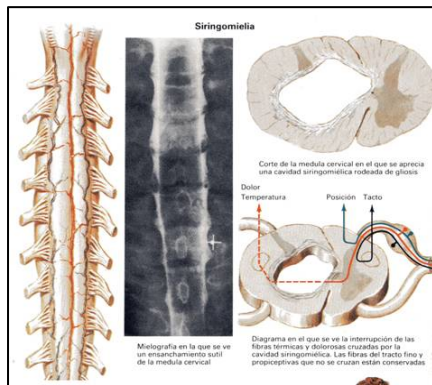 Siringomielia
Corte de la medula cervical en el que se aprecia
una cavidad siringomiélica rodeada de gliosis
Dolor
Temperatura
Posición
Tacto
Mielografía en la que se ve
un ensanchamiento sutil
de la medula cervical
Diagrama en el que se ve la interrupción de las
fibras térmicas y dolorosas cruzadas por la
cavidad siringomiélica. Las fibras del tracto fino y
propiceptivas que no se cruzan están conservadas